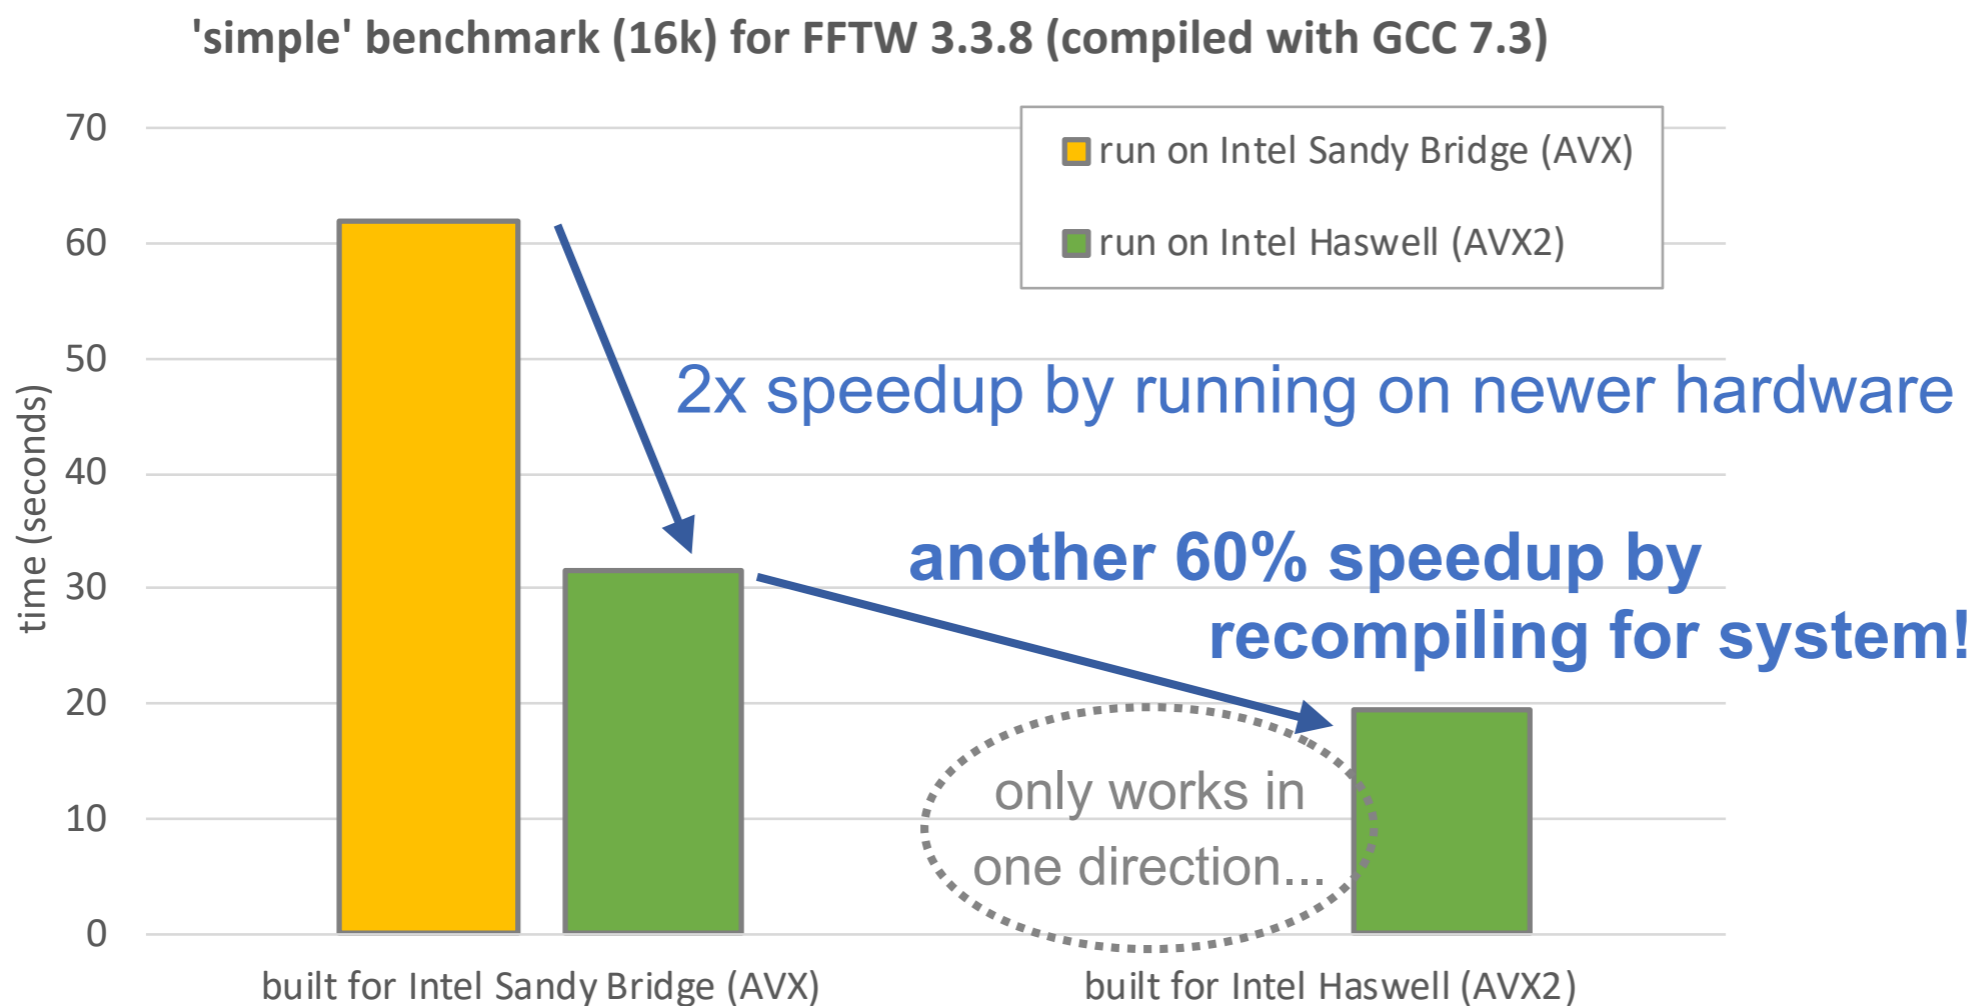 'simple' benchmark (16k) for FFTW 3.3.8 (compiled with GCC 7.3)
70
60
50
40
30
20
10
0
time (seconds)
run on Intel Sandy Bridge (AVX)
run on Intel Haswell (AVX2)
2x speedup by running on newer hardware
another 60% speedup by
recompiling for system!
only works in
one direction...
built for Intel Sandy Bridge (AVX)
built for Intel Haswell (AVX2)